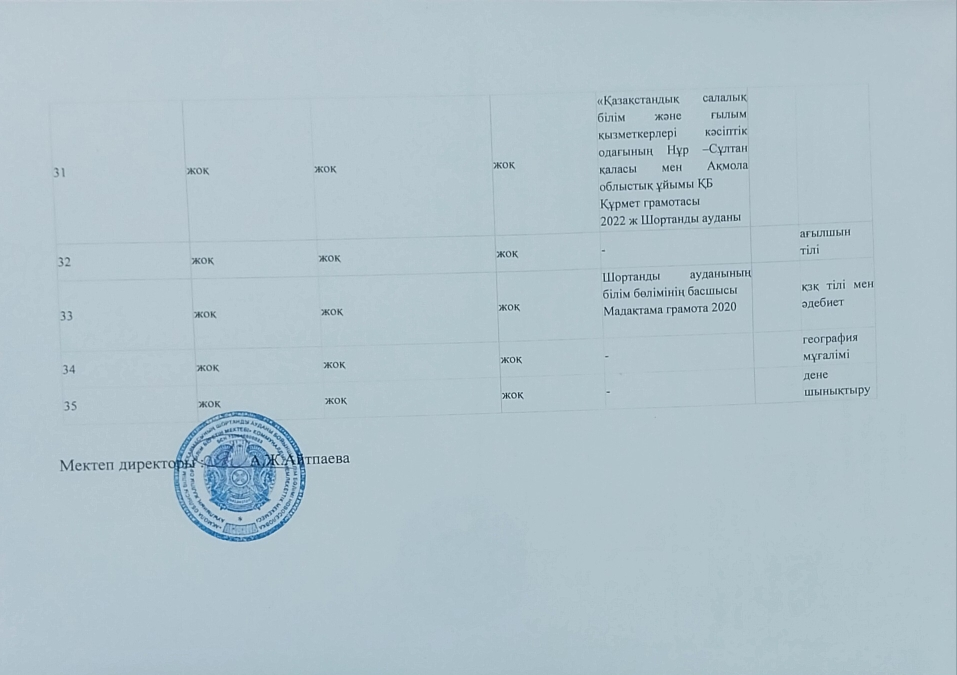 «Қазақстандық салалық
білім және ғылым
қызметкерлері кәсіптік
одағының Нұр –Сұлтан
қаласы мен Ақмола
облыстық ұйымы ҚБ
Құрмет грамотасы
2022 ж Шортанды ауданы
31 жоқ жоқ жоқ
32 жоқ жоқ жоқ - ағылшын
тілі
Шортанды ауданының
білім бөлімінің басшысы
Мадақтама грамота 2020
33 жоқ жоқ жоқ қзқ тілі мен
әдебиет
34 жоқ жоқ жоқ - география
мұғалімі
35 жоқ жоқ жоқ - дене
шынықтыру
Мектеп директоры А.Ж.Айтпаева